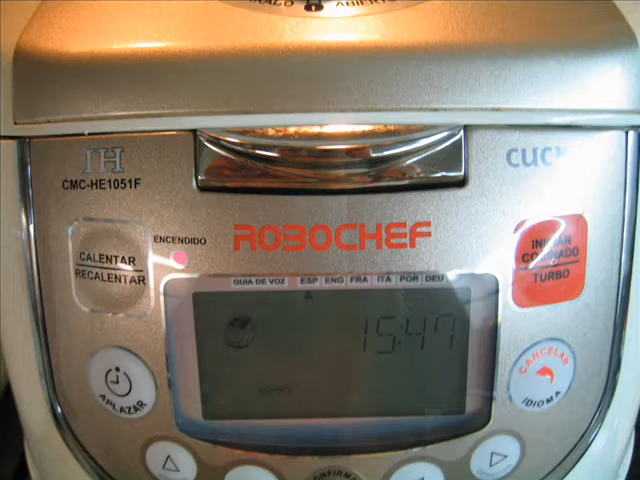 ABIERTO
IH
CMC-HE1051F
CALENTAR
RECALENTAR
ENCENDIDO
ROBOCHEF
INICIAR
COCINADO
TURBO
GUIA DE VOZ ESP ENG FRA ITA POR DEU
15:47
APLAZAR
CANCELAR
IDIOMA